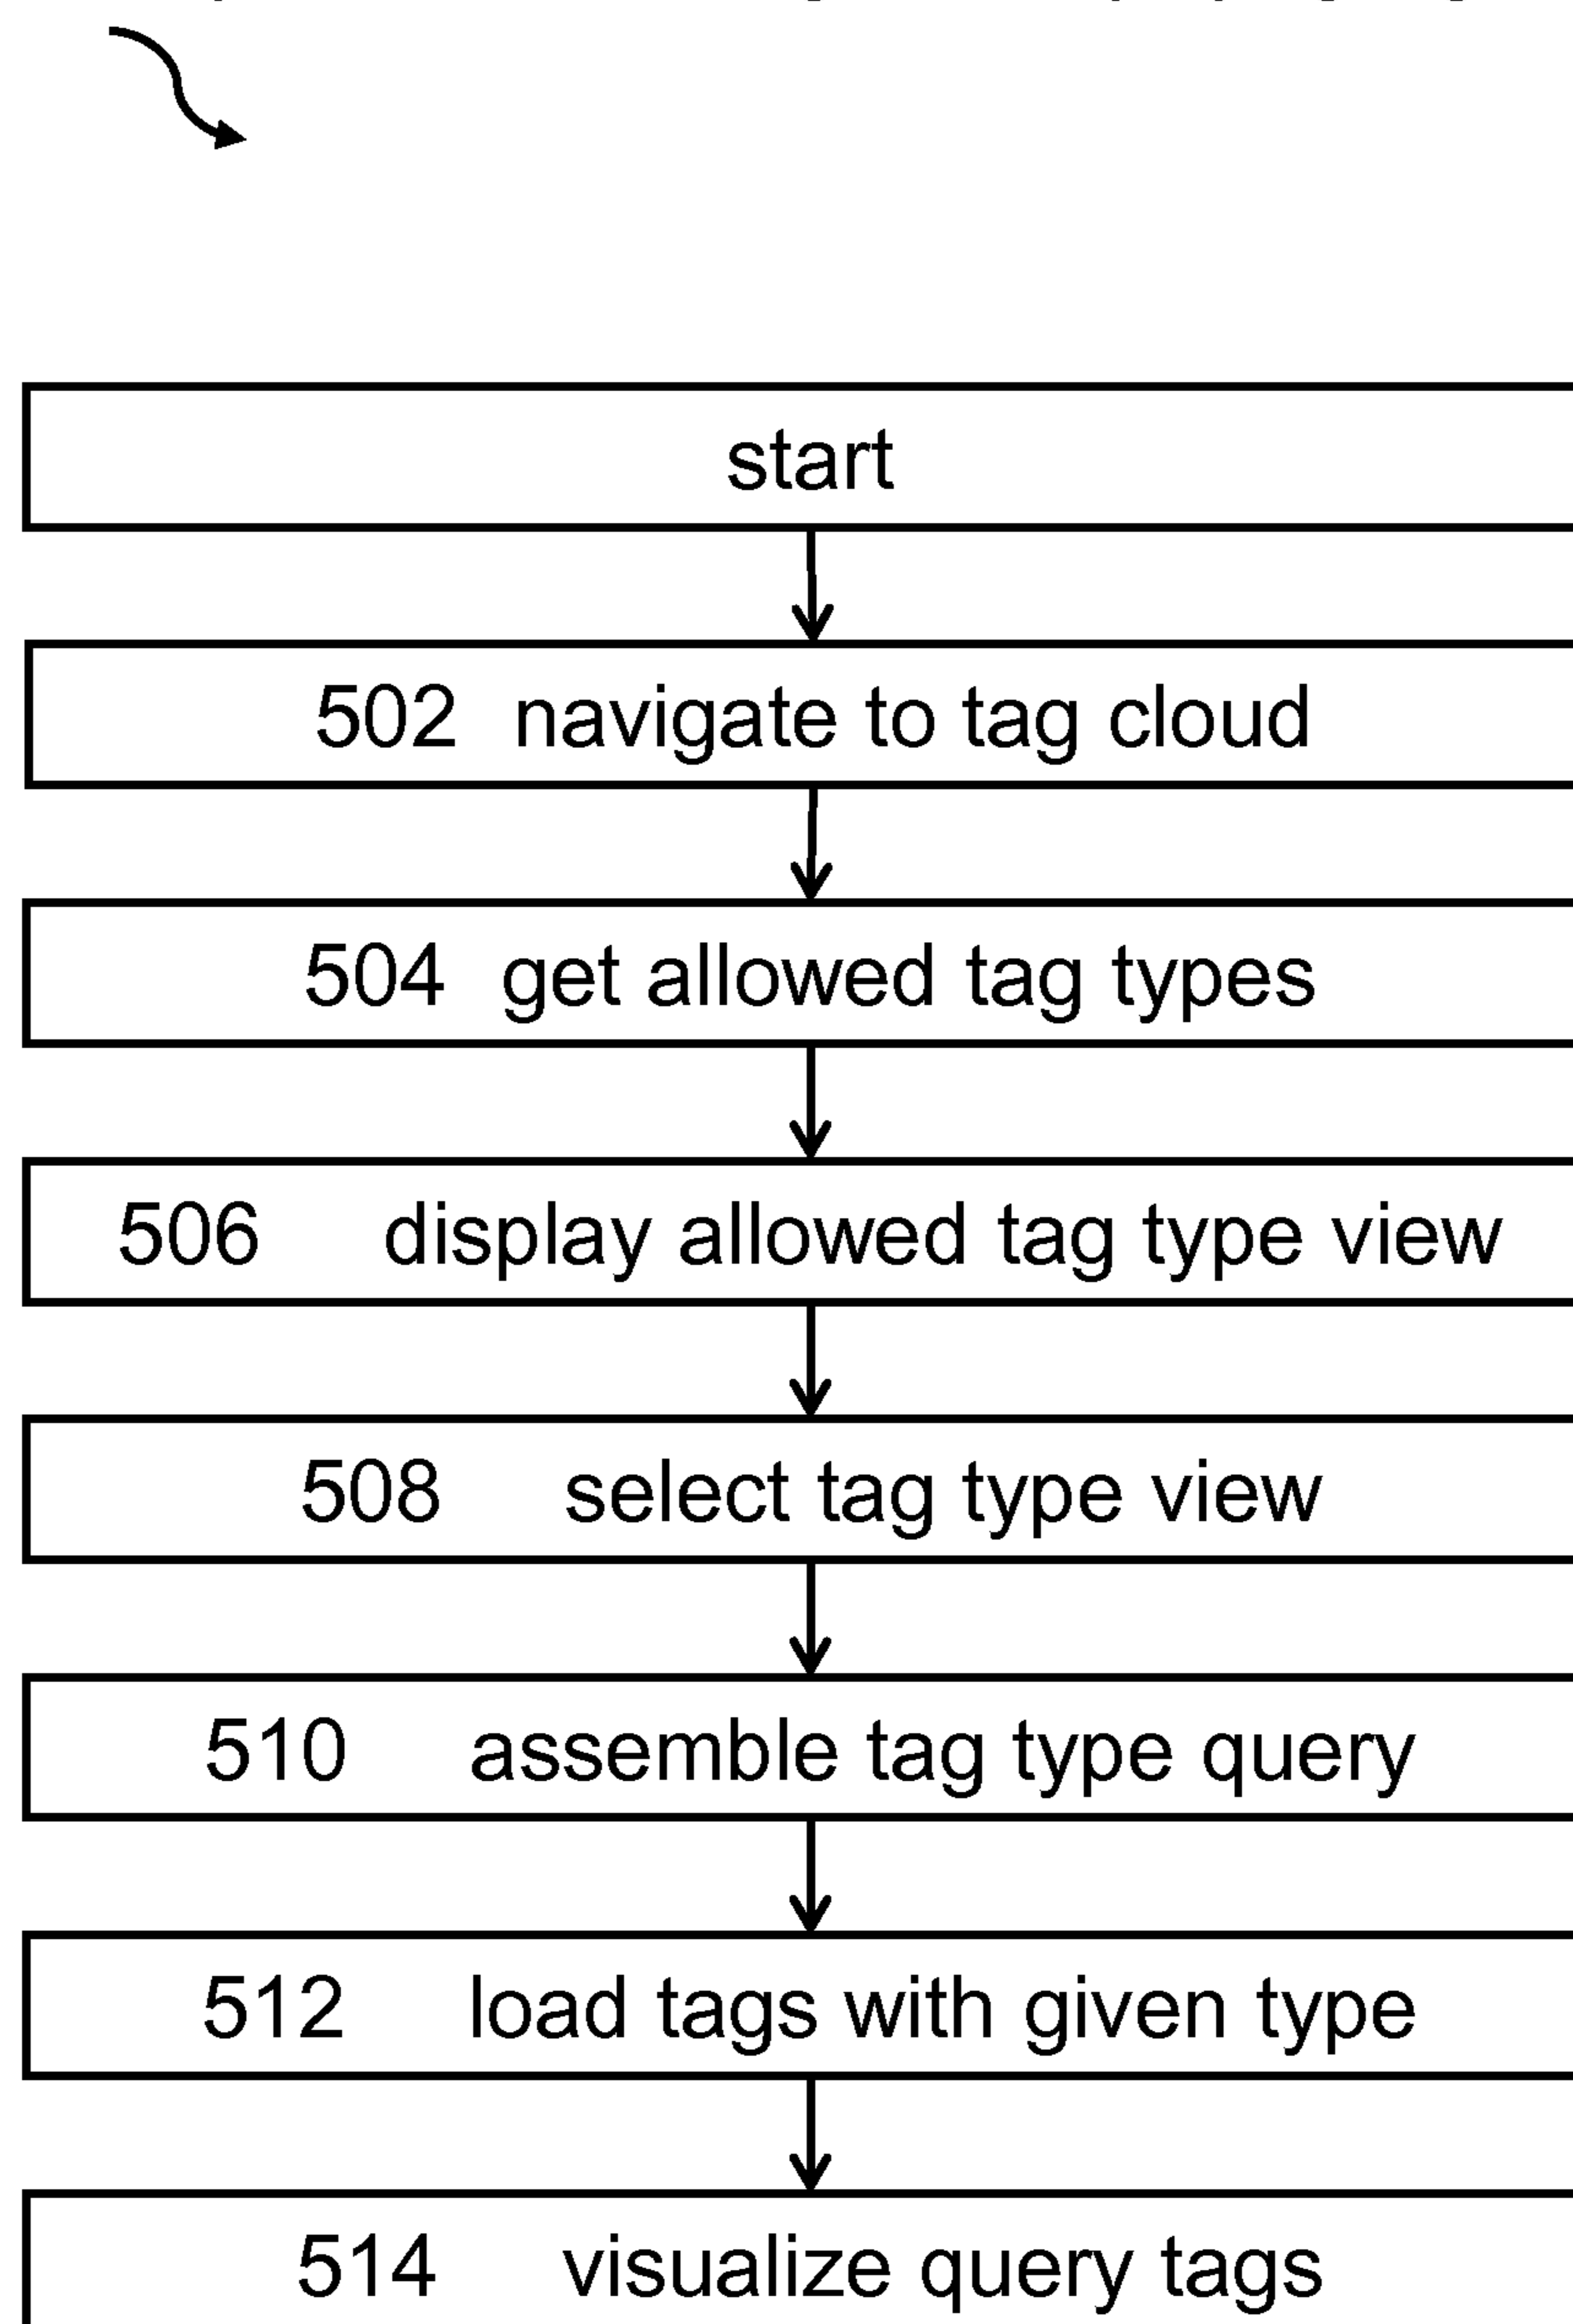 start
502 navigate to tag cloud
504 get allowed tag types
506 display allowed tag type view
508 select tag type view
510 assemble tag type query
512 load tags with given type
514 visualize query tags